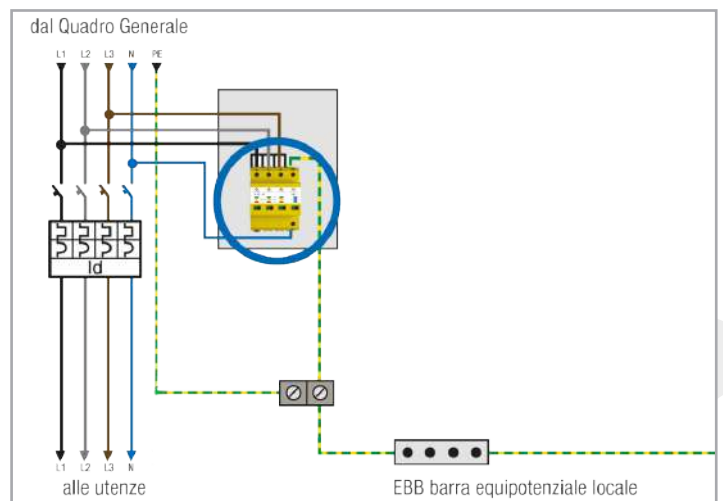 dal Quadro Generale
L1 L2 L3 N PE
Id
L1 L2 L3 N
alle utenze
EBB barra equipotenziale locale